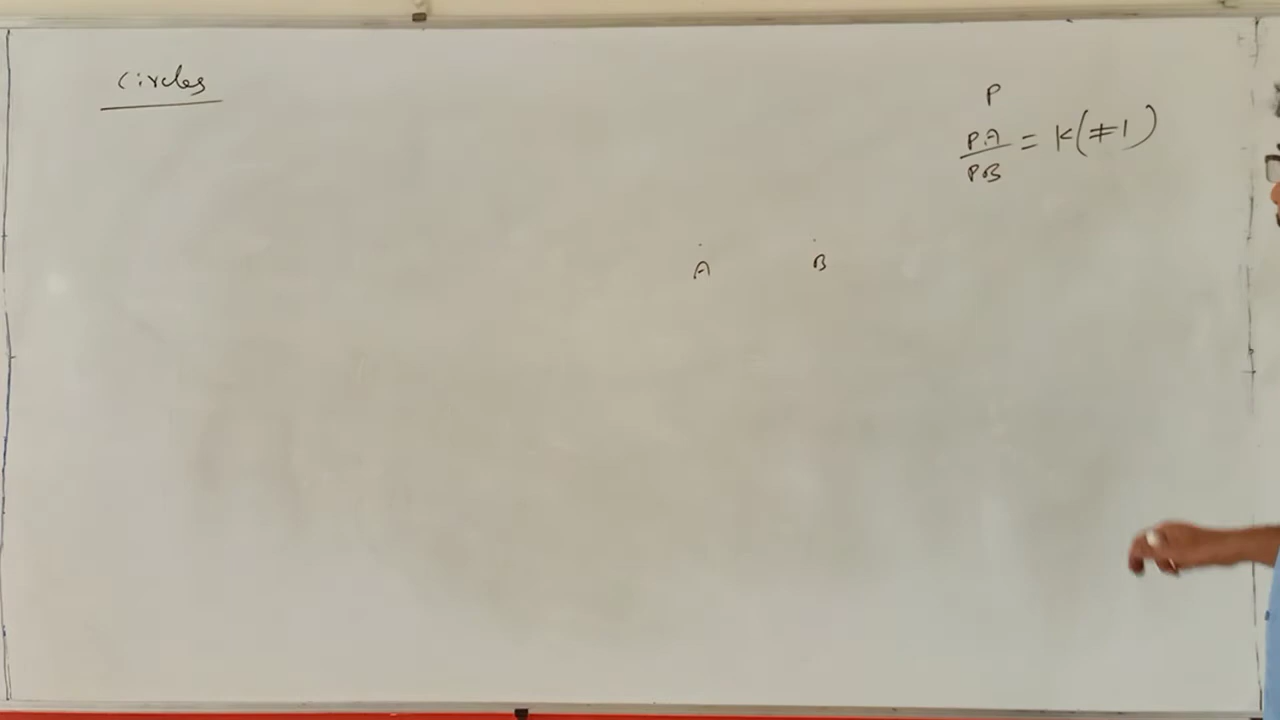 Circles
P
PA/PB = K(≠1)
A B